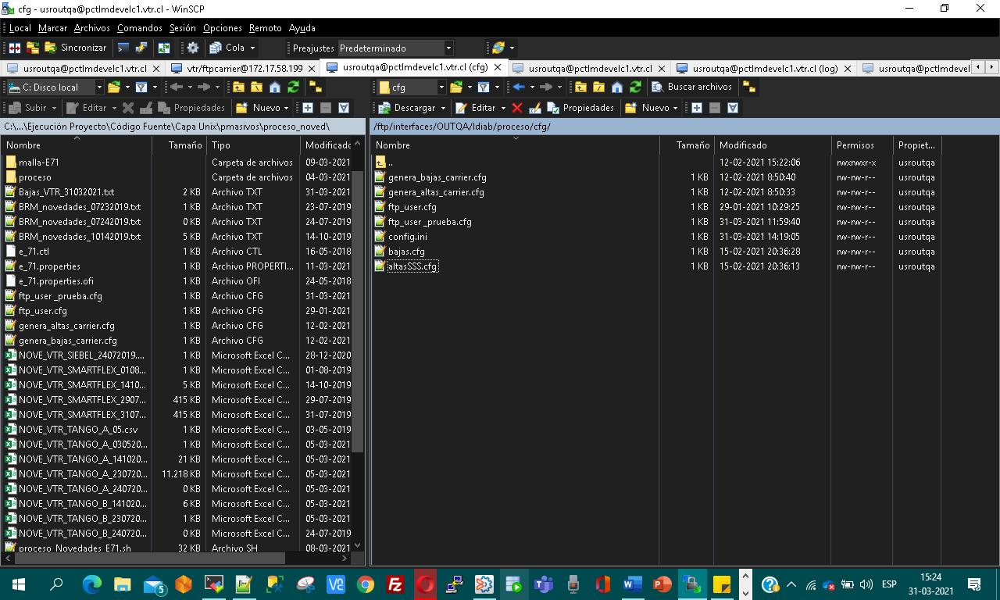 cfg - usroutqa@pctlmdevelc1.vtr.cl - WinSCP
Local Marcar Archivos Comandos Sesión Opciones Remoto Ayuda
Sincronizar Cola Preajustes Predeterminado
usroutqa@pctlmdevelc1.vtr.cl vtr/ftpcarrier@172.17.58.199 usroutqa@pctlmdevelc1.vtr.cl (cfg) usroutqa@pctlmdevelc1.vtr.cl usroutqa@pctlmdevelc1.vtr.cl (log) usroutqa@pctlmdevel
C: Disco local cfg Buscar archivos
Subir Editar Propiedades Nuevo Descargar Editar Propiedades Nuevo
C:\...\Ejecución Proyecto\Código Fuente\Capa Unix\pmasivos\proceso_noved\ /ftp/interfaces/OUTQA/Idiab/proceso/cfg/
Nombre Tamaño Tipo Modificado Nombre Tamaño Modificado Permisos Propiet...
malla-E71 Carpeta de archivos 09-03-2021 .. 12-02-2021 15:22:06 rwxrwxr-x usroutqa
proceso Carpeta de archivos 04-03-2021 genera_bajas_carrier.cfg 1 KB 12-02-2021 8:50:40 rw-rw-r-- usroutqa
Bajas_VTR_31032021.txt 2 KB Archivo TXT 31-03-2021 genera_altas_carrier.cfg 1 KB 12-02-2021 8:50:33 rw-rw-r-- usroutqa
BRM_novedades_07232019.txt 1 KB Archivo TXT 23-07-2019 ftp_user.cfg 1 KB 29-01-2021 10:29:25 rw-rw-r-- usroutqa
BRM_novedades_07242019.txt 0 KB Archivo TXT 24-07-2019 ftp_user _prueba.cfg 1 KB 31-03-2021 11:59:40 rw-rw-r-- usroutqa
BRM_novedades_10142019.txt 5 KB Archivo TXT 14-10-2019 config.ini 1 KB 31-03-2021 14:19:05 rw-rw-r-- usroutqa
e_71.ctl 1 KB Archivo CTL 16-05-2018 bajas.cfg 1 KB 15-02-2021 20:36:28 rw-rw-r-- usroutqa
e_71.properties 1 KB Archivo PROPERTI... 11-03-2021 altasSSS.cfg 1 KB 15-02-2021 20:36:13 rw-rw-r-- usroutqa
e_71.properties.ofi 1 KB Archivo OFI 24-05-2018
ftp_user _prueba.cfg 1 KB Archivo CFG 31-03-2021
ftp_user.cfg 1 KB Archivo CFG 29-01-2021
genera_altas_carrier.cfg 1 KB Archivo CFG 12-02-2021
genera_bajas_carrier.cfg 1 KB Archivo CFG 12-02-2021
NOVE_VTR_SIEBEL_24072019.... 1 KB Microsoft Excel C... 28-12-2020
NOVE_VTR_SMARTFLEX_0108... 1 KB Microsoft Excel C... 01-08-2019
NOVE_VTR_SMARTFLEX_1410... 5 KB Microsoft Excel C... 14-10-2019
NOVE_VTR_SMARTFLEX_2907... 415 KB Microsoft Excel C... 29-07-2019
NOVE_VTR_SMARTFLEX_3107... 415 KB Microsoft Excel C... 31-07-2019
NOVE_VTR_TANGO_A_05.csv 1 KB Microsoft Excel C... 03-05-2019
NOVE_VTR_TANGO_A_030520... 1 KB Microsoft Excel C... 05-03-2021
NOVE_VTR_TANGO_A_141020... 21 KB Microsoft Excel C... 05-03-2021
NOVE_VTR_TANGO_A_230720... 11.218 KB Microsoft Excel C... 05-03-2021
NOVE_VTR_TANGO_A_240720... 0 KB Microsoft Excel C... 05-03-2021
NOVE_VTR_TANGO_B_141020... 6 KB Microsoft Excel C... 05-03-2021
NOVE_VTR_TANGO_B_230720... 1 KB Microsoft Excel C... 05-03-2021
NOVE_VTR_TANGO_B_240720... 0 KB Microsoft Excel C... 24-07-2019
proceso_Novedades_E71.sh 32 KB Archivo SH 08-03-2021
5 ESP 15:24
31-03-2021